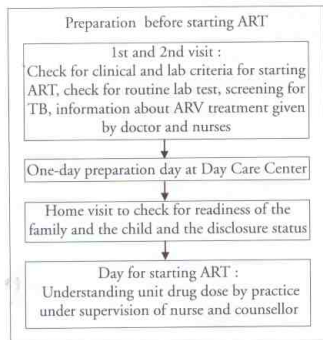 Preparation before starting ART
1st and 2nd visit :
Check for clinical and lab criteria for starting
ART, check for routine lab test, screening for
TB, information about ARV treatment given
by doctor and nurses
One-day preparation day at Day Care Center
Home visit to check for readiness of the
family and the child and the disclosure status
Day for starting ART :
Understanding unit drug dose by practice
under supervision of nurse and counsellor